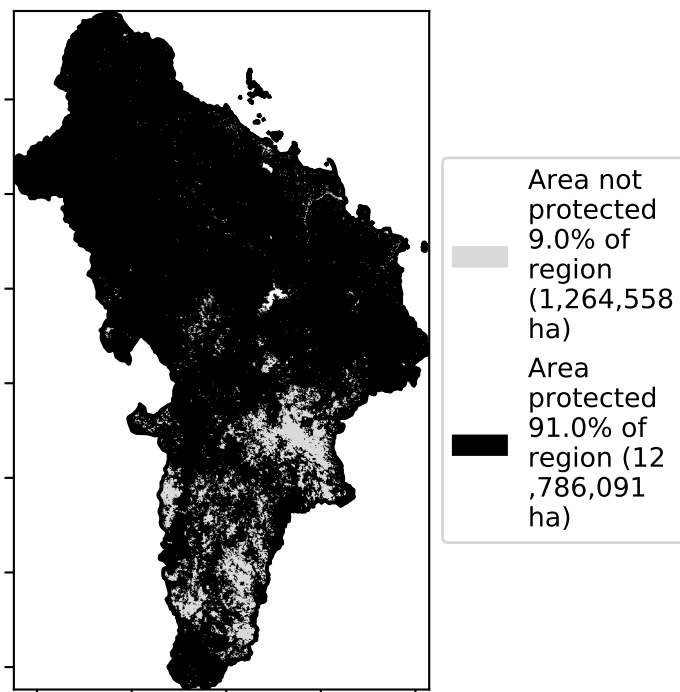 Area not
protected
9.0% of
region
(1,264,558
ha)
Area
protected
91.0% of
region (12
,786,091
ha)